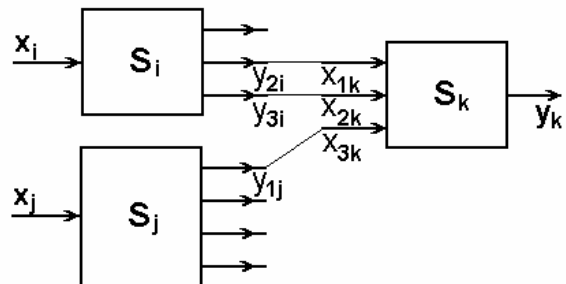 xᵢ
Sᵢ
y₂ᵢ
y₃ᵢ
x₁ₖ
x₂ₖ
x₃ₖ
Sₖ
yₖ
xⱼ
Sⱼ
y₁ⱼ